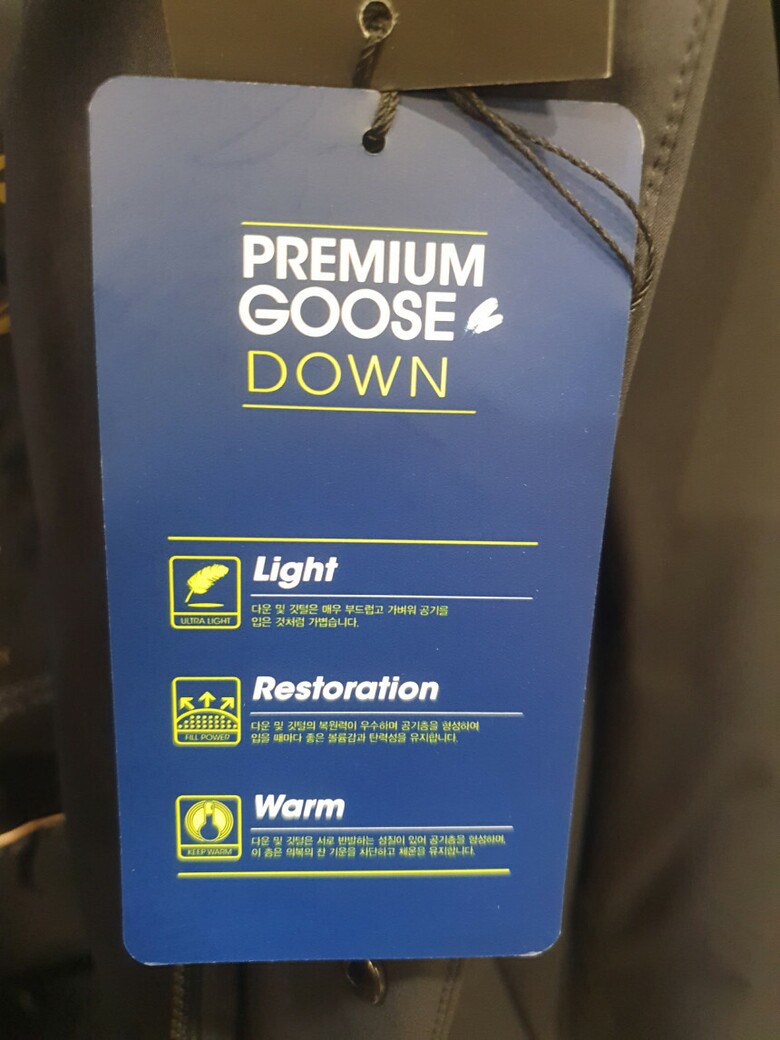 PREMIUM
GOOSE
DOWN
Light
ULTRA LIGHT
다운 및 깃털은 매우 부드럽고 가벼워 공기를
입은 것처럼 가볍습니다.
Restoration
FILL POWER
다운 및 깃털의 복원력이 우수하며 공기층을 형성하여
입을 때마다 좋은 볼륨감과 탄력성을 유지합니다.
Warm
KEEP WARM
다운 및 깃털은 서로 반발하는 성질이 있어 공기층을 형성하며,
이 층은 의복의 찬 기운을 차단하고 체온을 유지합니다.